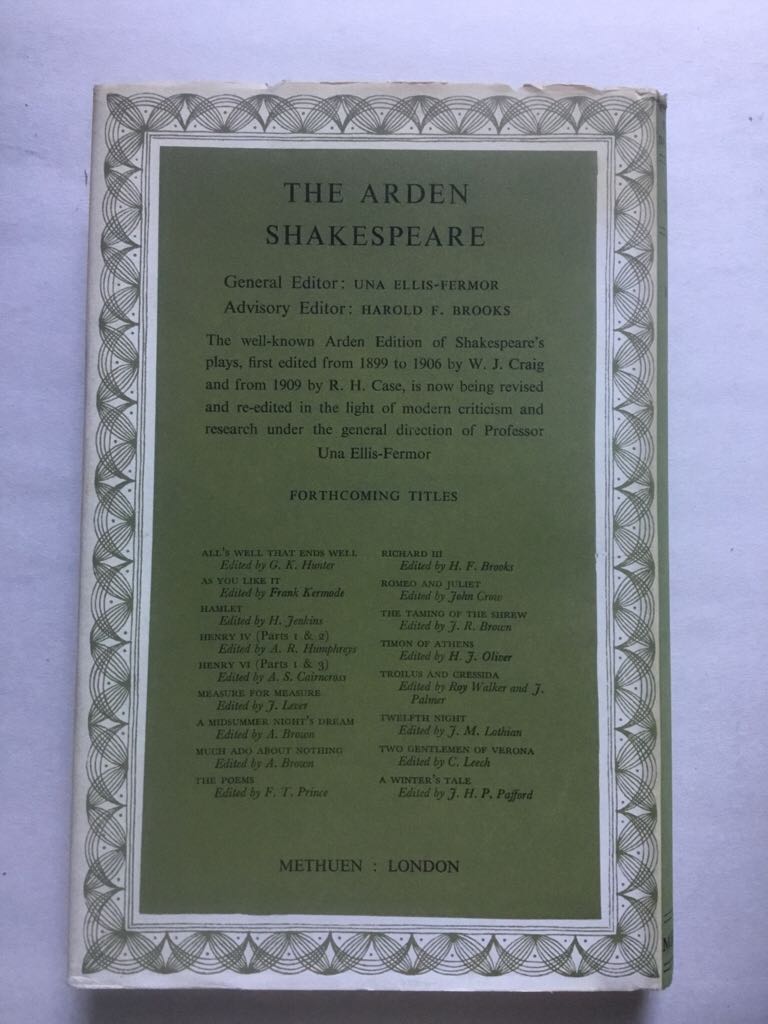 THE ARDEN
SHAKESPEARE
General Editor: UNA ELLIS-FERMOR
Advisory Editor: HAROLD F. BROOKS
The well-known Arden Edition of Shakespeare's
plays, first edited from 1899 to 1906 by W. J. Craig
and from 1909 by R. H. Case, is now being revised
and re-edited in the light of modern criticism and
research under the general direction of Professor
Una Ellis-Fermor
FORTHCOMING TITLES
ALL'S WELL THAT ENDS WELL
Edited by G. K. Hunter
AS YOU LIKE IT
Edited by Frank Kermode
HAMLET
Edited by H. Jenkins
HENRY IV (Parts 1 & 2)
Edited by A. R. Humphreys
HENRY VI (Parts 1 & 3)
Edited by A. S. Cairncross
MEASURE FOR MEASURE
Edited by J. Lever
A MIDSUMMER NIGHT'S DREAM
Edited by A. Brown
MUCH ADO ABOUT NOTHING
Edited by A. Brown
THE POEMS
Edited by F. T. Prince
RICHARD III
Edited by H. F. Brooks
ROMEO AND JULIET
Edited by John Crow
THE TAMING OF THE SHREW
Edited by J. R. Brown
TIMON OF ATHENS
Edited by H. J. Oliver
TROILUS AND CRESSIDA
Edited by Roy Walker and J.
Palmer
TWELFTH NIGHT
Edited by J. M. Lothian
TWO GENTLEMEN OF VERONA
Edited by C. Leech
A WINTER'S TALE
Edited by J. H. P. Pafford
METHUEN : LONDON